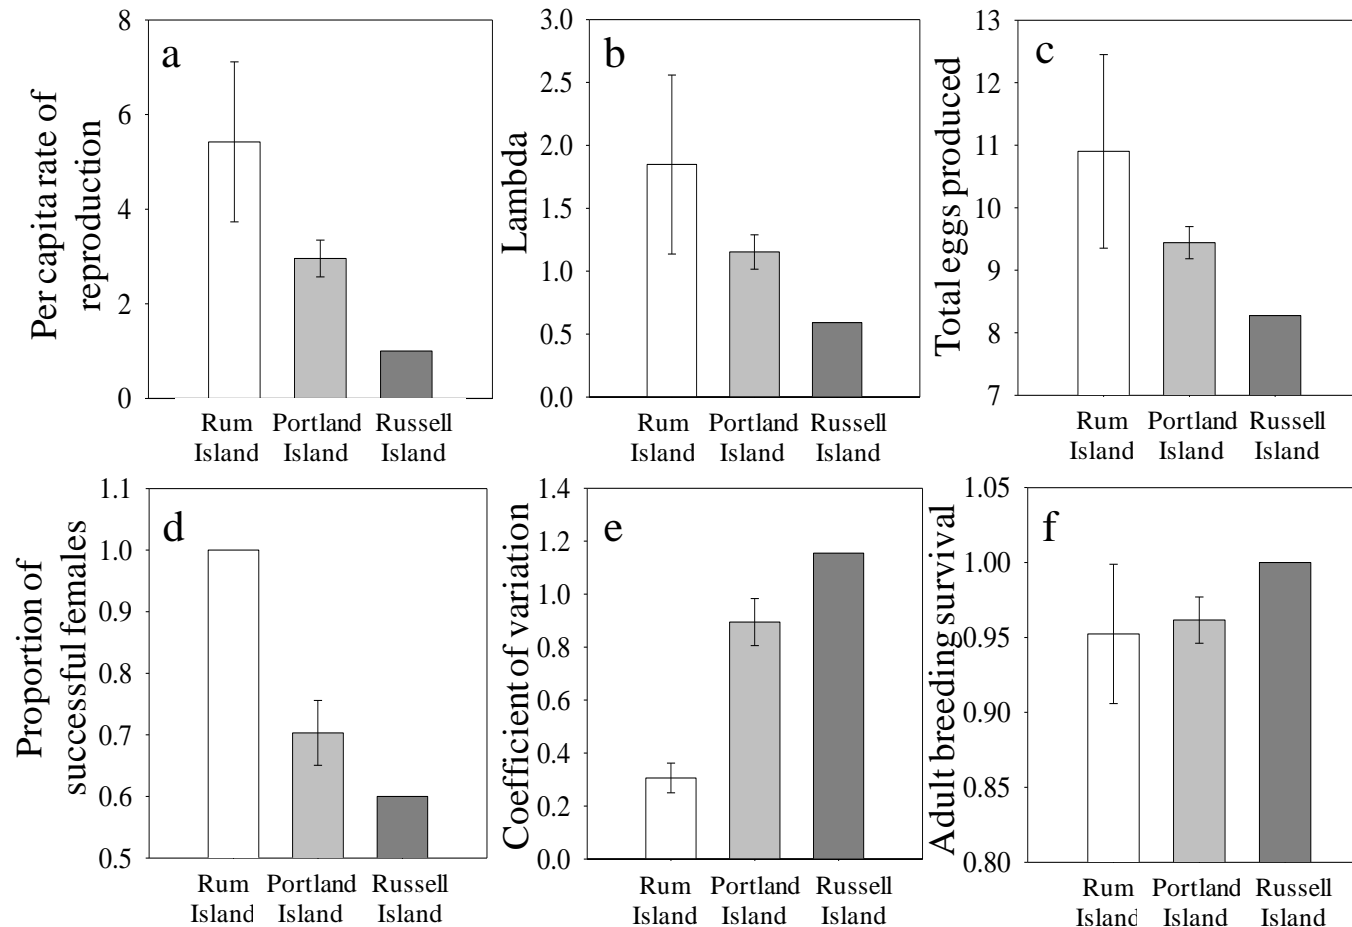 a
Per capita rate of
reproduction
8
6
4
2
0
Rum
Island
Portland
Island
Russell
Island
b
Lambda
3.0
2.5
2.0
1.5
1.0
0.5
0.0
Rum
Island
Portland
Island
Russell
Island
c
Total eggs produced
13
12
11
10
9
8
7
Rum
Island
Portland
Island
Russell
Island
d
Proportion of
successful females
1.1
1.0
0.9
0.8
0.7
0.6
0.5
Rum
Island
Portland
Island
Russell
Island
e
Coefficient of variation
1.4
1.2
1.0
0.8
0.6
0.4
0.2
0.0
Rum
Island
Portland
Island
Russell
Island
f
Adult breeding survival
1.05
1.00
0.95
0.90
0.85
0.80
Rum
Island
Portland
Island
Russell
Island